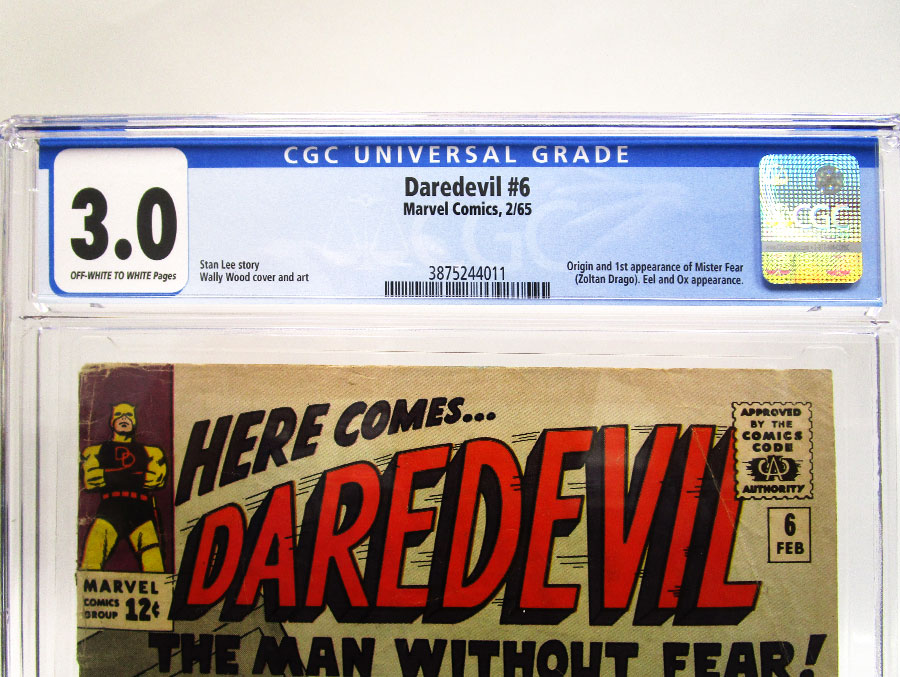 CGC UNIVERSAL GRADE
3.0
OFF-WHITE TO WHITE Pages
Daredevil #6
Marvel Comics, 2/65
Stan Lee story
Wally Wood cover and art
3875244011
Origin and 1st appearance of Mister Fear
(Zoltan Drago). Eel and Ox appearance.
CGC
HERE COMES...
DAREDEVIL
DD
APPROVED
BY THE
COMICS
CODE
CA
AUTHORITY
6
FEB
MARVEL
COMICS
GROUP 12¢
THE MAN WITHOUT FEAR!